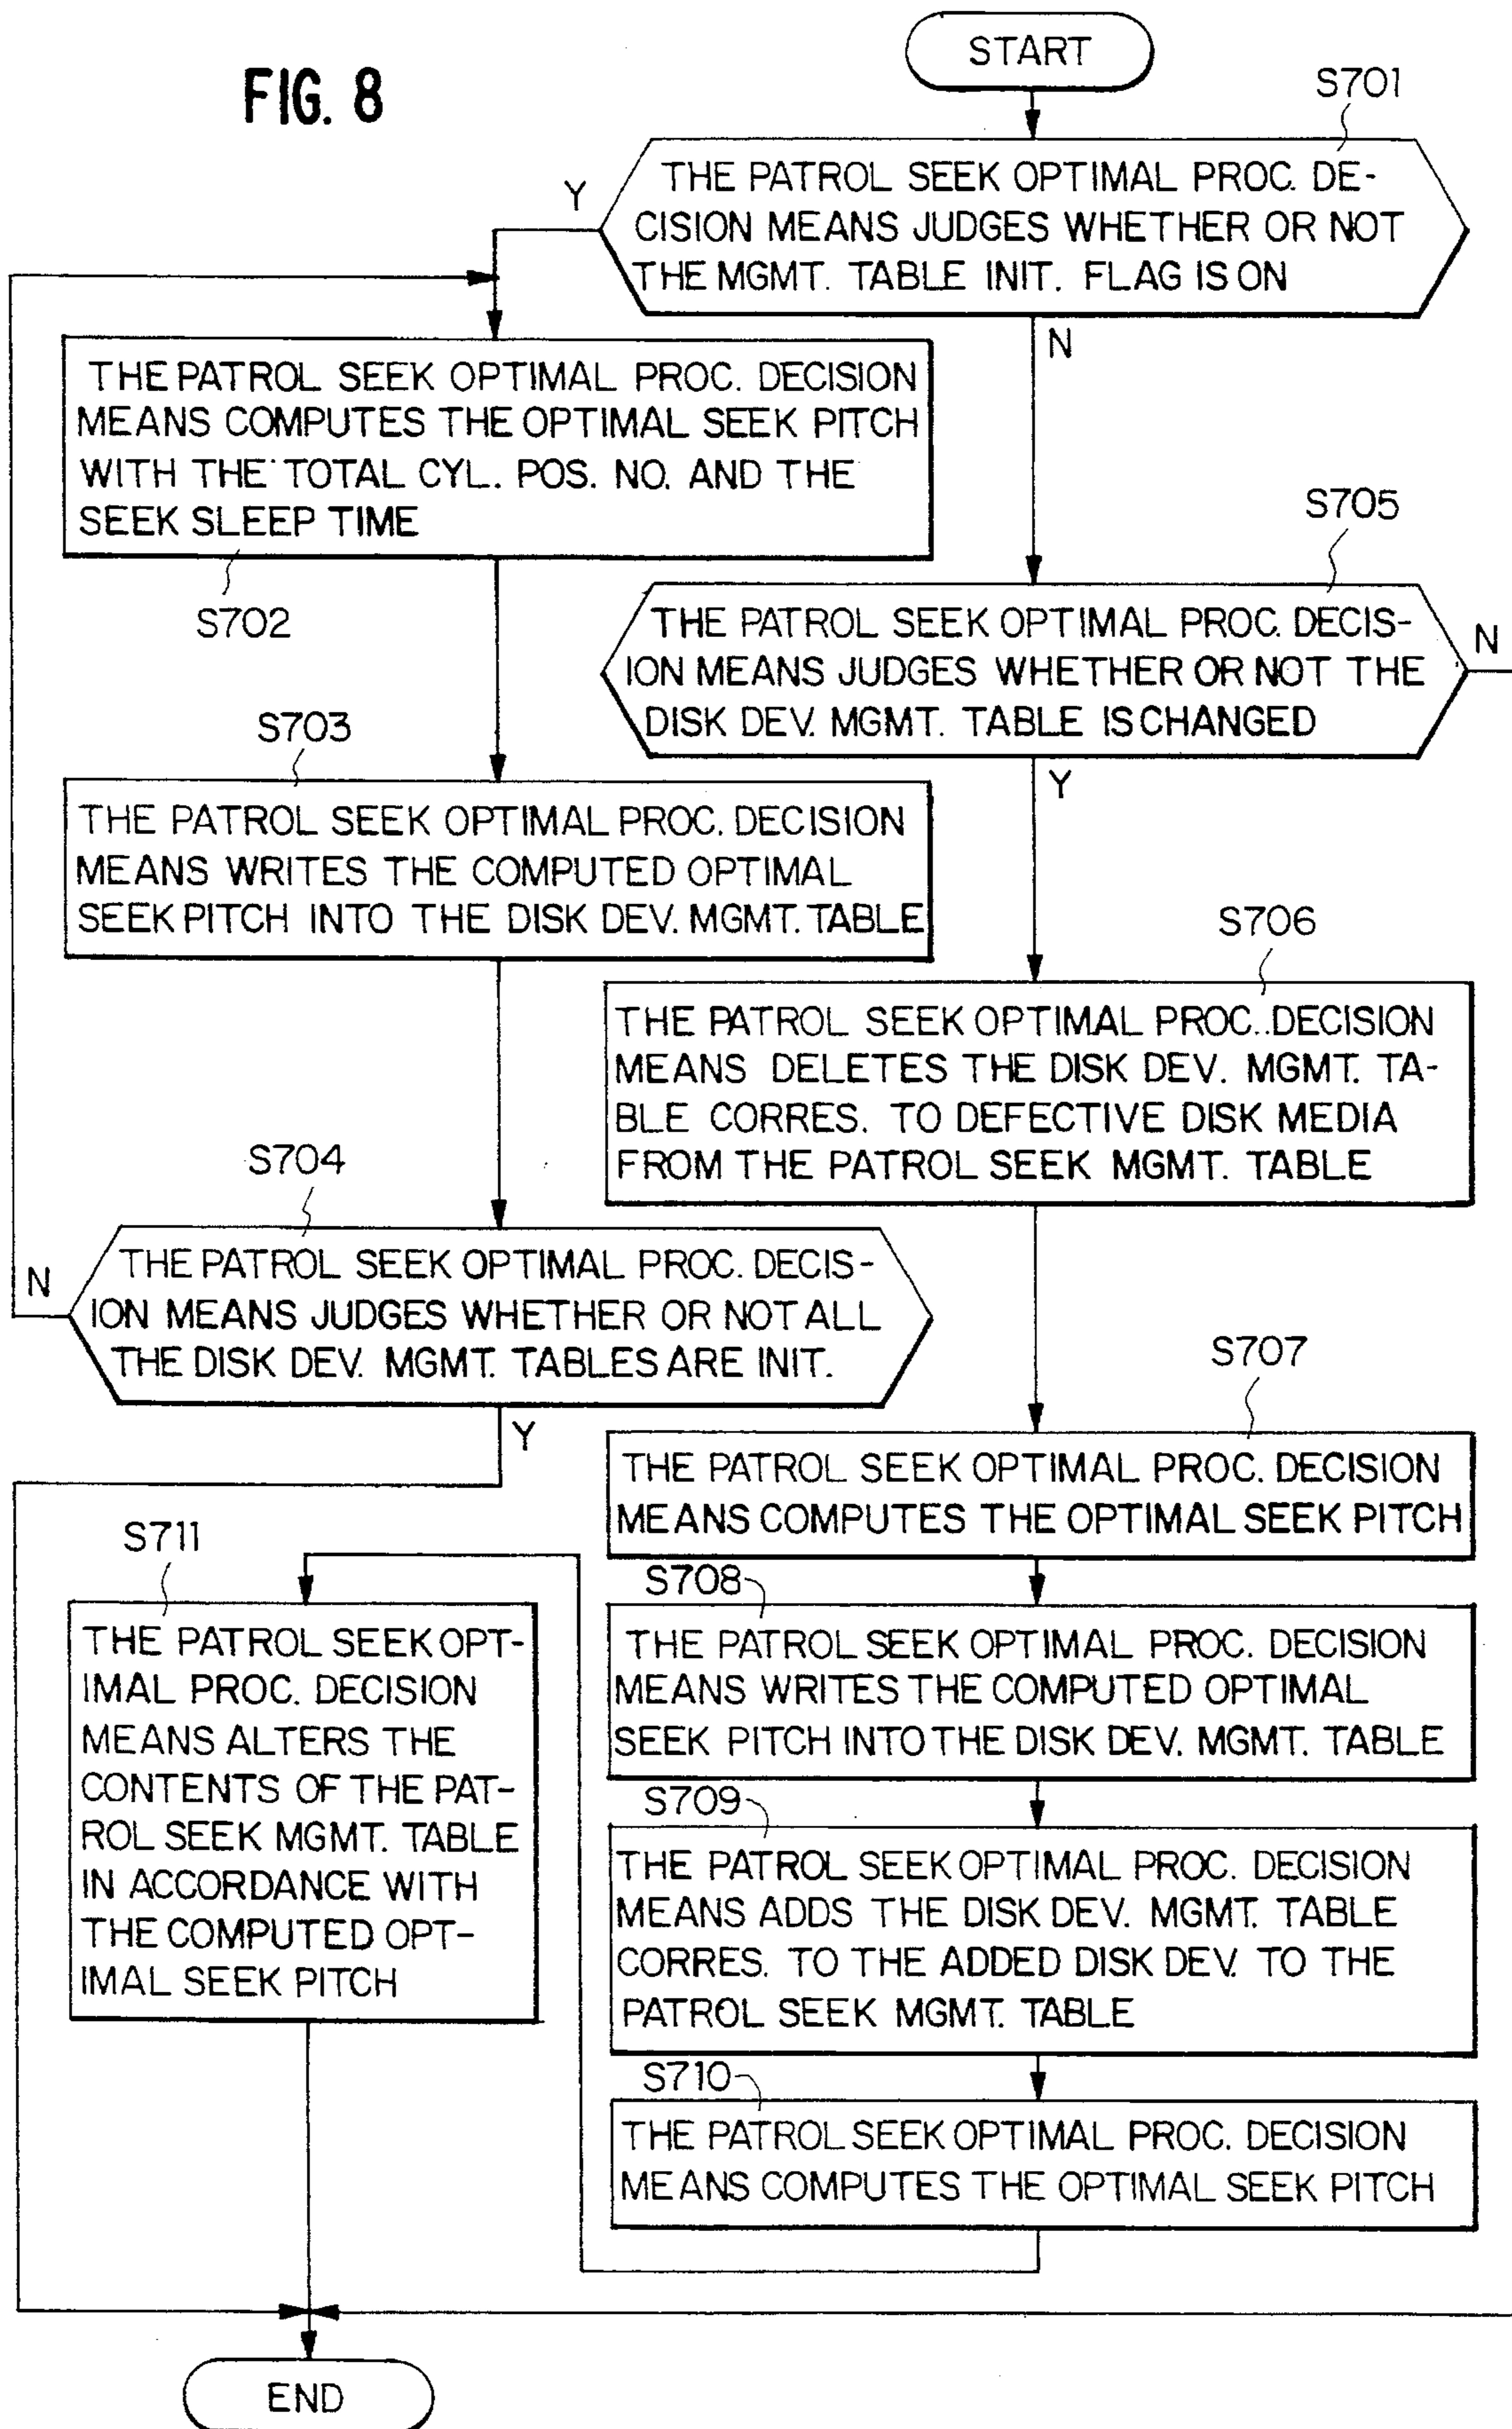 FIG. 8
START
S701
THE PATROL SEEK OPTIMAL PROC. DE-
CISION MEANS JUDGES WHETHER OR NOT
THE MGMT. TABLE INIT. FLAG IS ON
Y
N
THE PATROL SEEK OPTIMAL PROC. DECISION
MEANS COMPUTES THE OPTIMAL SEEK PITCH
WITH THE TOTAL CYL. POS. NO. AND THE
SEEK SLEEP TIME
S702
S703
THE PATROL SEEK OPTIMAL PROC. DECISION
MEANS WRITES THE COMPUTED OPTIMAL
SEEK PITCH INTO THE DISK DEV. MGMT. TABLE
S704
THE PATROL SEEK OPTIMAL PROC. DECIS-
ION MEANS JUDGES WHETHER OR NOT ALL
THE DISK DEV. MGMT. TABLES ARE INIT.
N
Y
S705
THE PATROL SEEK OPTIMAL PROC. DECIS-
ION MEANS JUDGES WHETHER OR NOT THE
DISK DEV. MGMT. TABLE IS CHANGED
N
Y
S706
THE PATROL SEEK OPTIMAL PROC..DECISION
MEANS DELETES THE DISK DEV. MGMT. TA-
BLE CORRES. TO DEFECTIVE DISK MEDIA
FROM THE PATROL SEEK MGMT. TABLE
S707
THE PATROL SEEK OPTIMAL PROC. DECISION
MEANS COMPUTES THE OPTIMAL SEEK PITCH
S708
THE PATROL SEEK OPTIMAL PROC. DECISION
MEANS WRITES THE COMPUTED OPTIMAL
SEEK PITCH INTO THE DISK DEV. MGMT. TABLE
S709
THE PATROL SEEK OPTIMAL PROC. DECISION
MEANS ADDS THE DISK DEV. MGMT. TABLE
CORRES. TO THE ADDED DISK DEV. TO THE
PATROL SEEK MGMT. TABLE
S710
THE PATROL SEEK OPTIMAL PROC. DECISION
MEANS COMPUTES THE OPTIMAL SEEK PITCH
S711
THE PATROL SEEK OPT-
IMAL PROC. DECISION
MEANS ALTERS THE
CONTENTS OF THE PAT-
ROL SEEK MGMT. TABLE
IN ACCORDANCE WITH
THE COMPUTED OPT-
IMAL SEEK PITCH
END